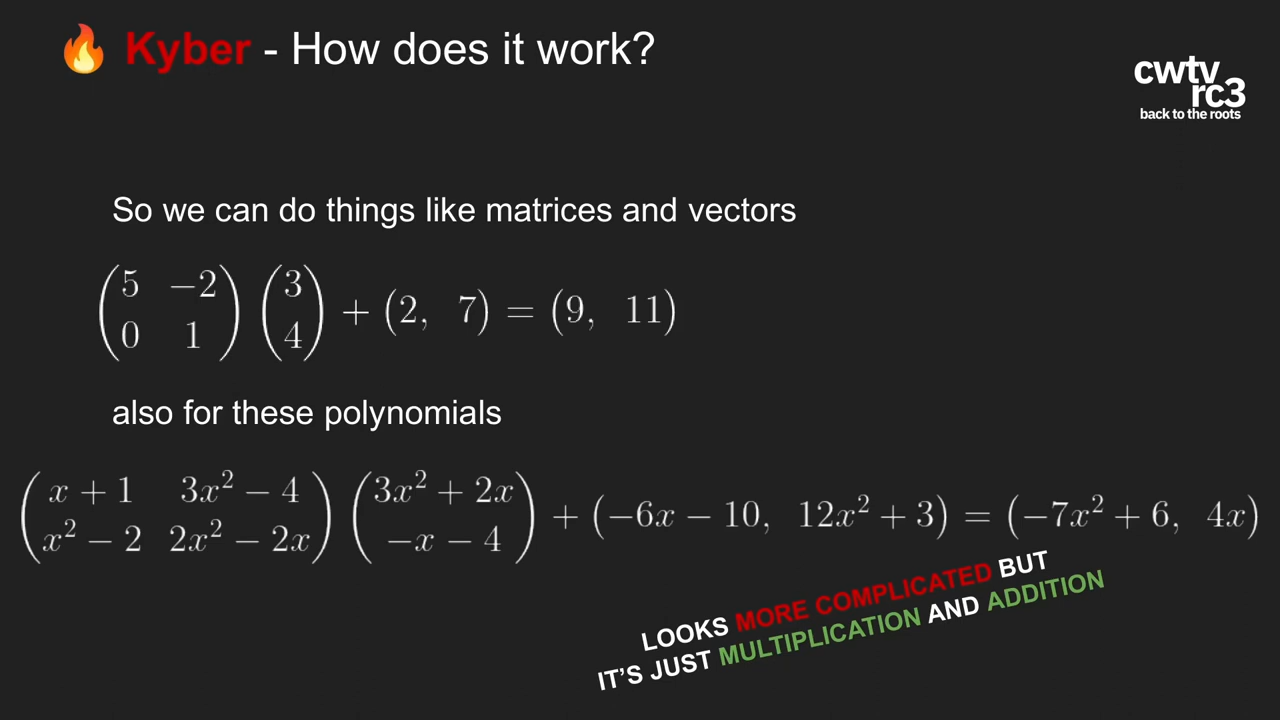 🔥 Kyber - How does it work?
cwtv
rc3
back to the roots
So we can do things like matrices and vectors
(5 −2; 0 1) (3; 4) + (2, 7) = (9, 11)
also for these polynomials
(x + 1 3x² − 4; x² − 2 2x² − 2x) (3x² + 2x; −x − 4) + (−6x − 10, 12x² + 3) = (−7x² + 6, 4x)
LOOKS MORE COMPLICATED BUT
IT’S JUST MULTIPLICATION AND ADDITION